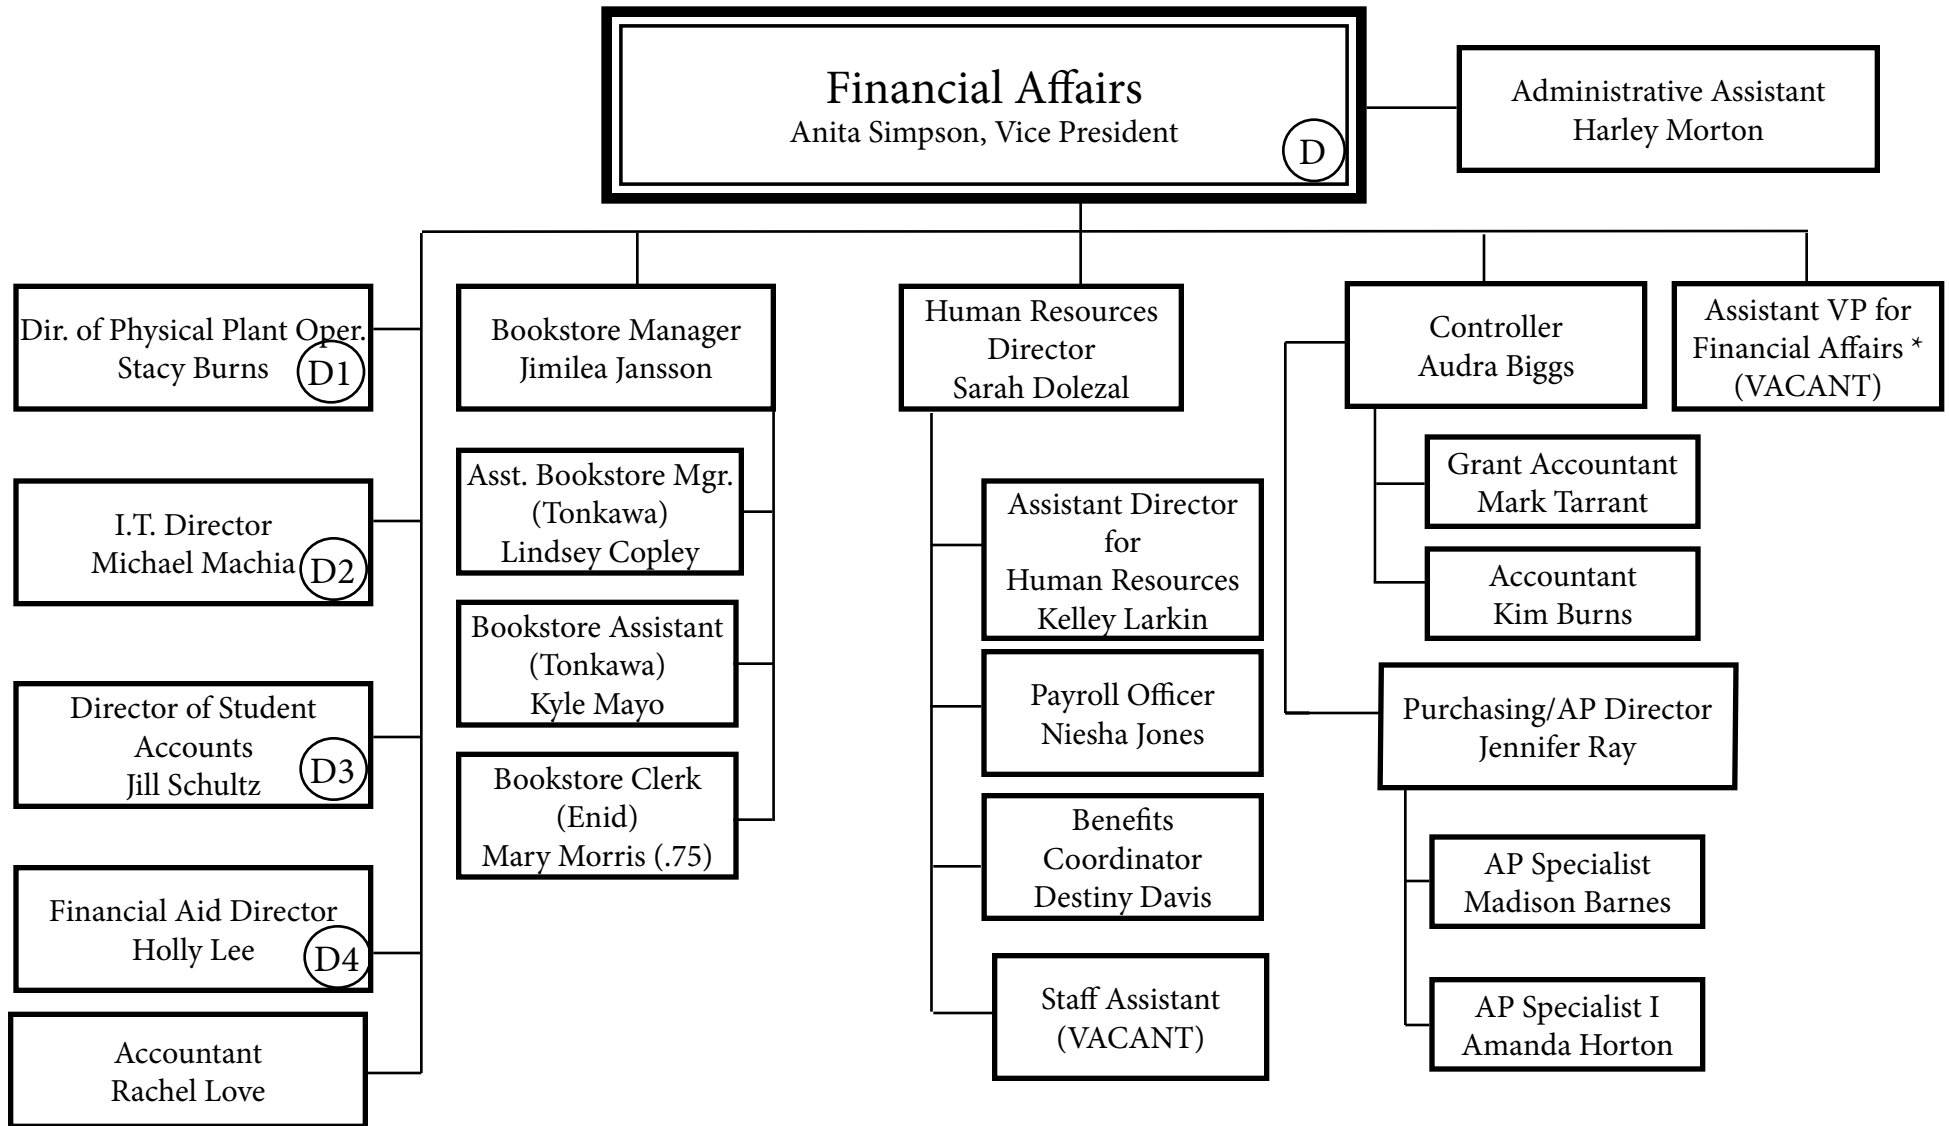 Financial Affairs
Anita Simpson, Vice President
D
Administrative Assistant
Harley Morton
Dir. of Physical Plant Oper.
Stacy Burns
D1
I.T. Director
Michael Machia
D2
Director of Student
Accounts
Jill Schultz
D3
Financial Aid Director
Holly Lee
D4
Accountant
Rachel Love
Bookstore Manager
Jimilea Jansson
Asst. Bookstore Mgr.
(Tonkawa)
Lindsey Copley
Bookstore Assistant
(Tonkawa)
Kyle Mayo
Bookstore Clerk
(Enid)
Mary Morris (.75)
Human Resources
Director
Sarah Dolezal
Assistant Director
for
Human Resources
Kelley Larkin
Payroll Officer
Niesha Jones
Benefits
Coordinator
Destiny Davis
Staff Assistant
(VACANT)
Controller
Audra Biggs
Grant Accountant
Mark Tarrant
Accountant
Kim Burns
Purchasing/AP Director
Jennifer Ray
AP Specialist
Madison Barnes
AP Specialist I
Amanda Horton
Assistant VP for
Financial Affairs *
(VACANT)